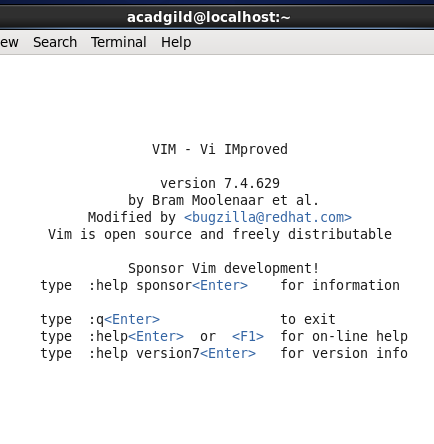 acadgild@localhost:~
ew Search Terminal Help
VIM - Vi IMproved
version 7.4.629
by Bram Moolenaar et al.
Modified by <bugzilla@redhat.com>
Vim is open source and freely distributable
Sponsor Vim development!
type :help sponsor<Enter> for information
type :q<Enter> to exit
type :help<Enter> or <F1> for on-line help
type :help version7<Enter> for version info